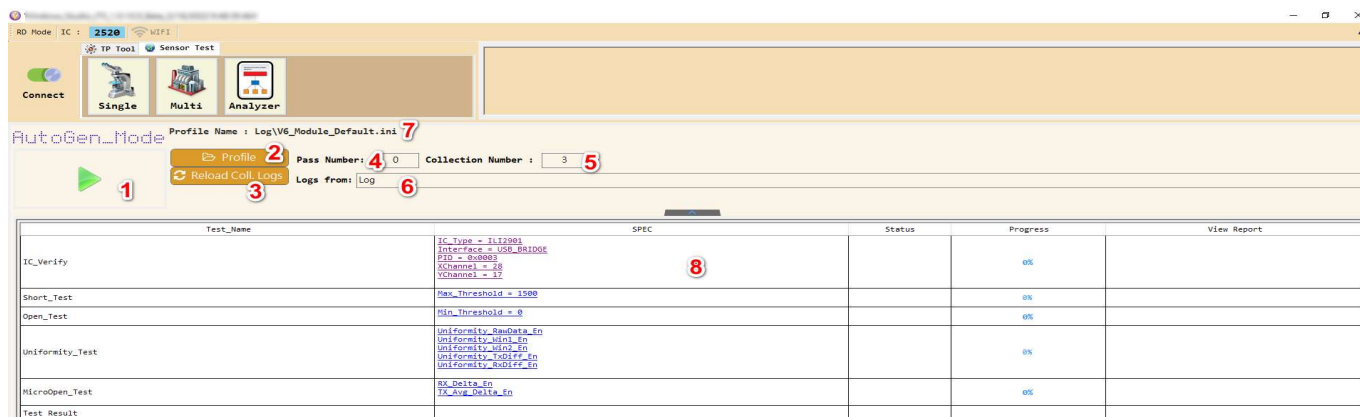 RD Mode IC : 2520 WIFI
TP Tool Sensor Test
Connect
Single Multi Analyzer
AutoGen_Mode
Profile Name : Log\V6_Module_Default.ini 7
Profile 2
Pass Number: 4 0 Collection Number : 3 5
1
Reload Coll. Logs
3
Logs from: Log 6
Test_Name SPEC Status Progress View Report
IC_Verify
IC_Type = ILI2901
Interface = USB_BRIDGE
PID = 0x0003
XChannel = 28
YChannel = 17
8
0%
Short_Test Max_Threshold = 1500 0%
Open_Test Min_Threshold = 0 0%
Uniformity_Test
Uniformity_RawData_En
Uniformity_Win1_En
Uniformity_Win2_En
Uniformity_TxDiff_En
Uniformity_RxDiff_En
0%
MicroOpen_Test
RX_Delta_En
TX_Avg_Delta_En
0%
Test Result